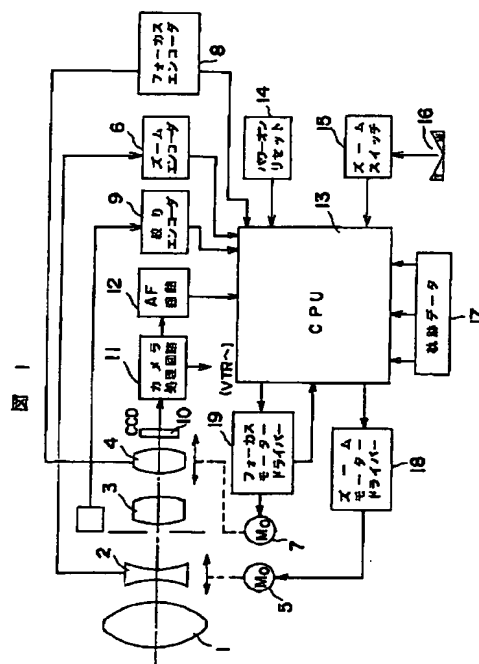 図 1
フォーカス
エンコーダ
8
ズーム
エンコーダ
6
絞り
エンコーダ
9
AF
回路
12
カメラ
処理回路
11
(VTRへ)
CCD
10
4
3
2
1
パワーオン
リセット
14
ズーム
スイッチ
15
16
CPU
13
軌跡データ
17
フォーカス
モーター
ドライバー
19
ズーム
モーター
ドライバー
18
Mo
7
Mo
5